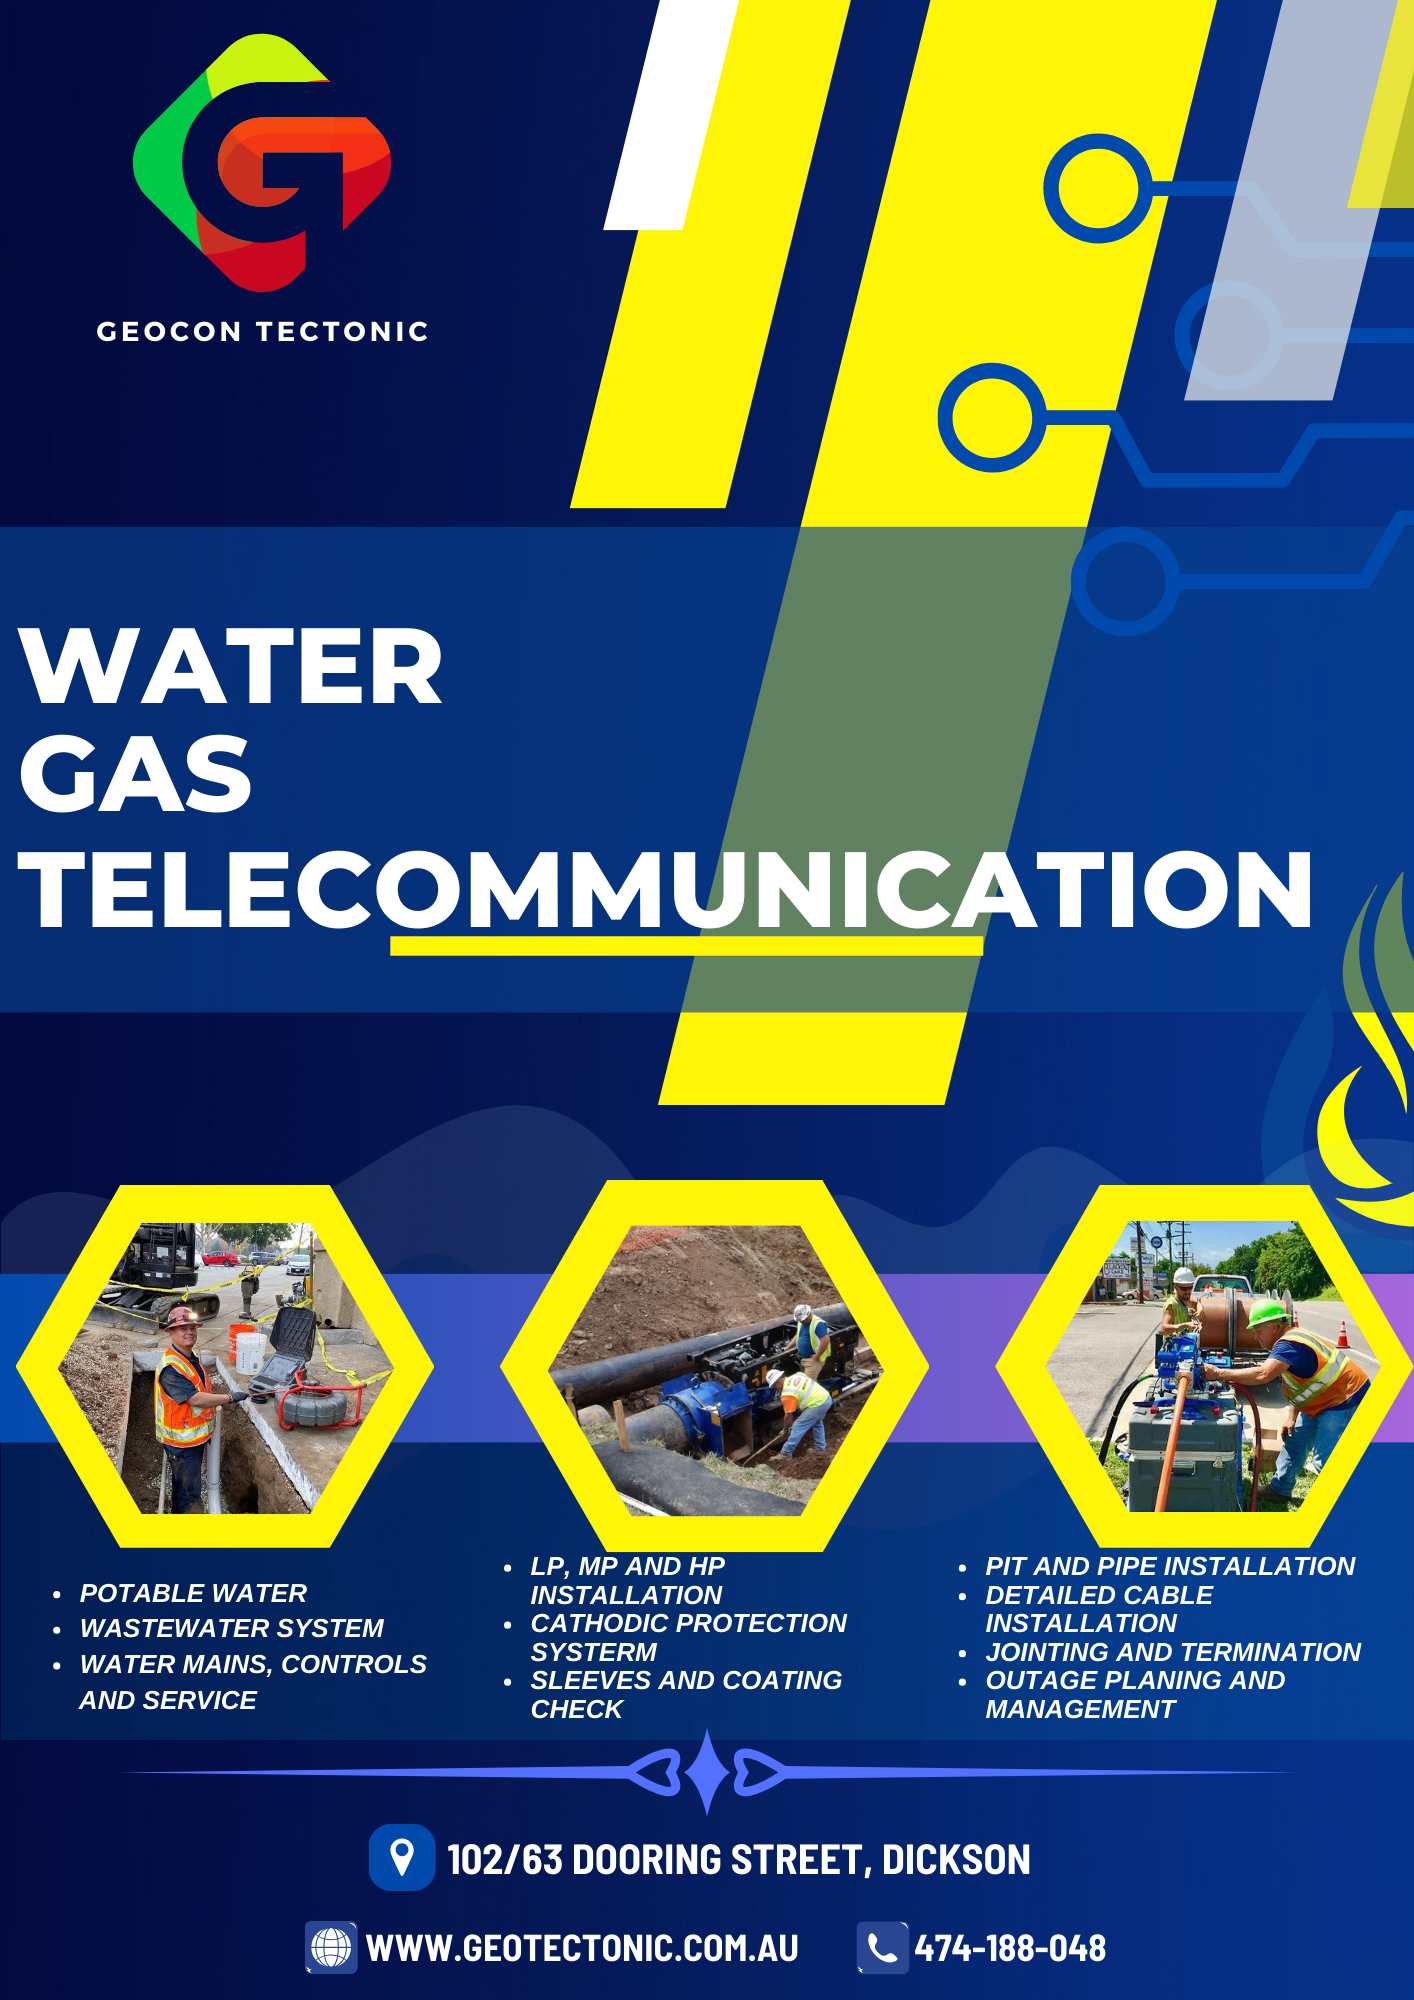 GEOCON TECTONIC
WATER
GAS
TELECOMMUNICATION
• POTABLE WATER
• WASTEWATER SYSTEM
• WATER MAINS, CONTROLS
AND SERVICE
• LP, MP AND HP
INSTALLATION
• CATHODIC PROTECTION
SYSTERM
• SLEEVES AND COATING
CHECK
• PIT AND PIPE INSTALLATION
• DETAILED CABLE
INSTALLATION
• JOINTING AND TERMINATION
• OUTAGE PLANING AND
MANAGEMENT
102/63 DOORING STREET, DICKSON
WWW.GEOTECTONIC.COM.AU
474-188-048